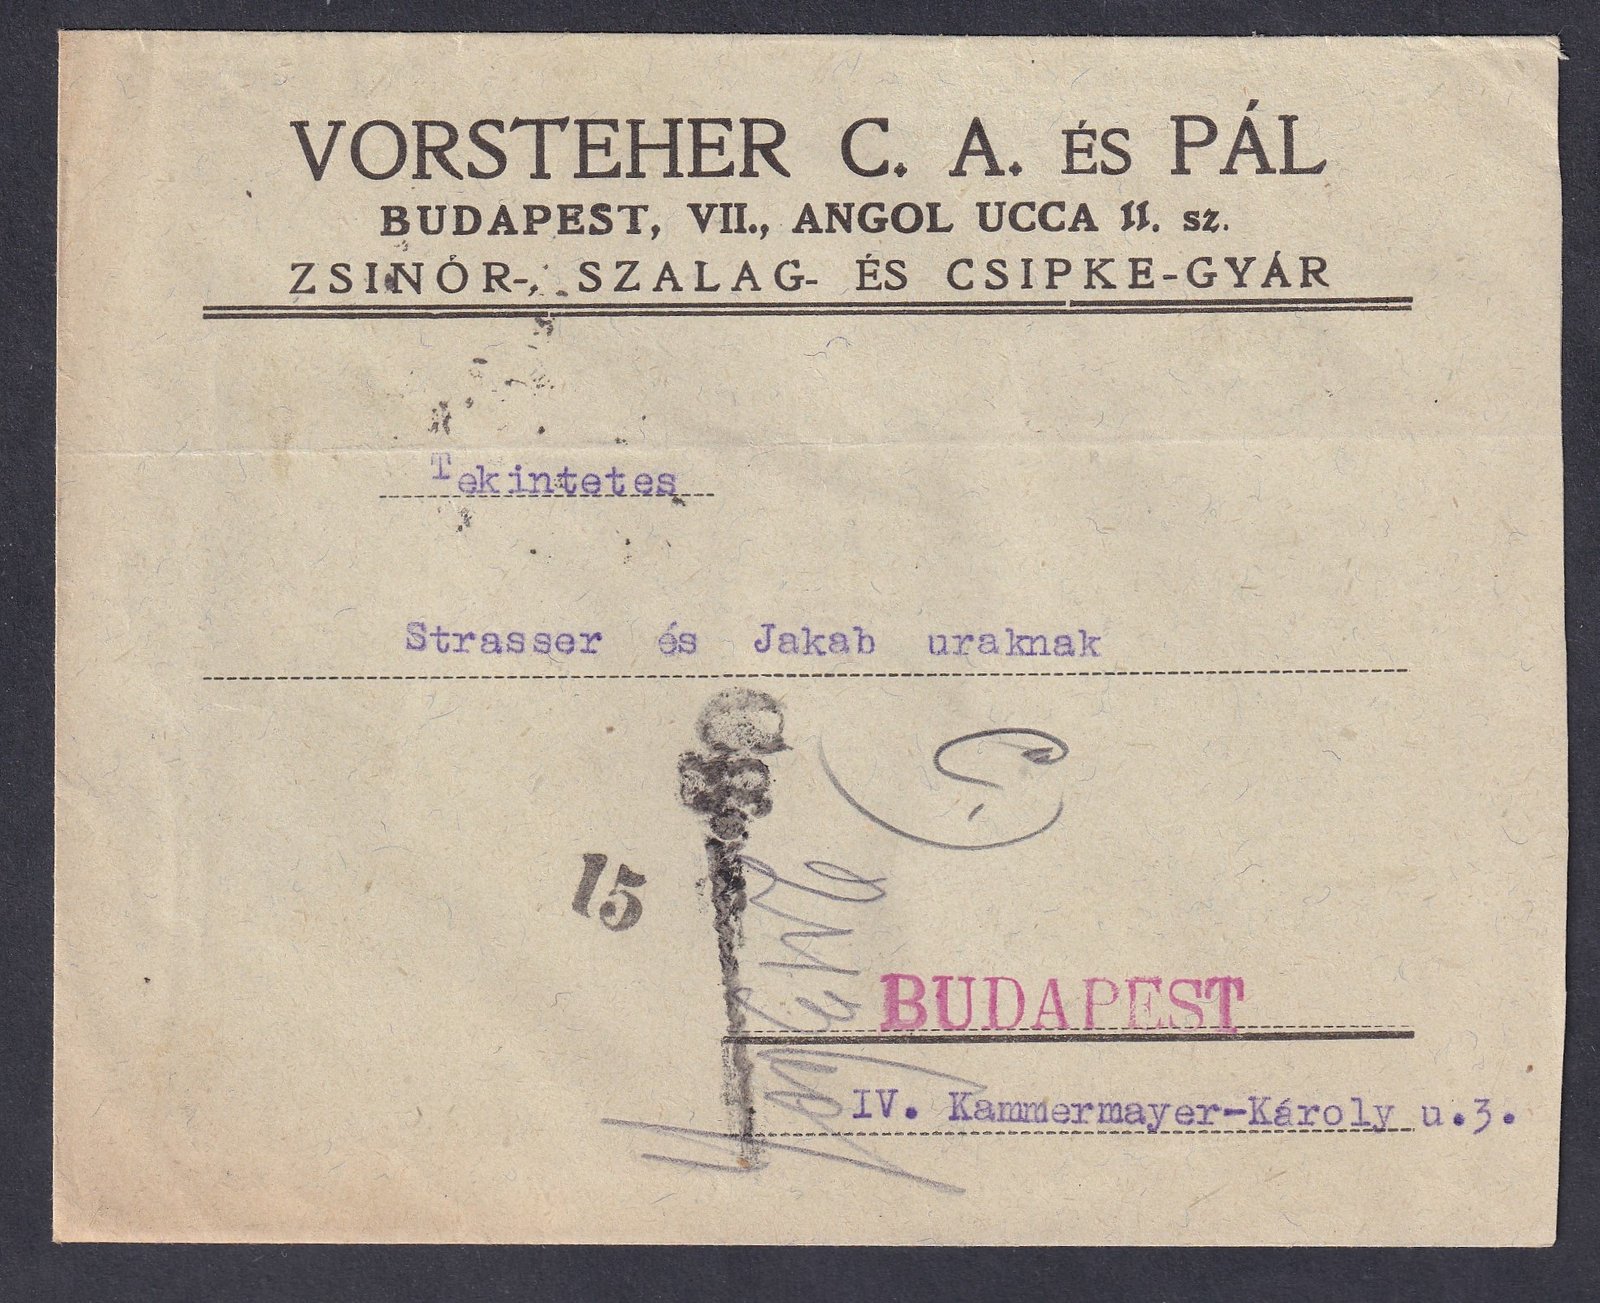 VORSTEHER C. A. ÉS PÁL
BUDAPEST, VII., ANGOL UCCA 11. sz.
ZSINÓR-, SZALAG- ÉS CSIPKE-GYÁR
Tekintetes
Strasser és Jakab uraknak
15
BUDAPEST
IV. Kammermayer-Károly u.3.